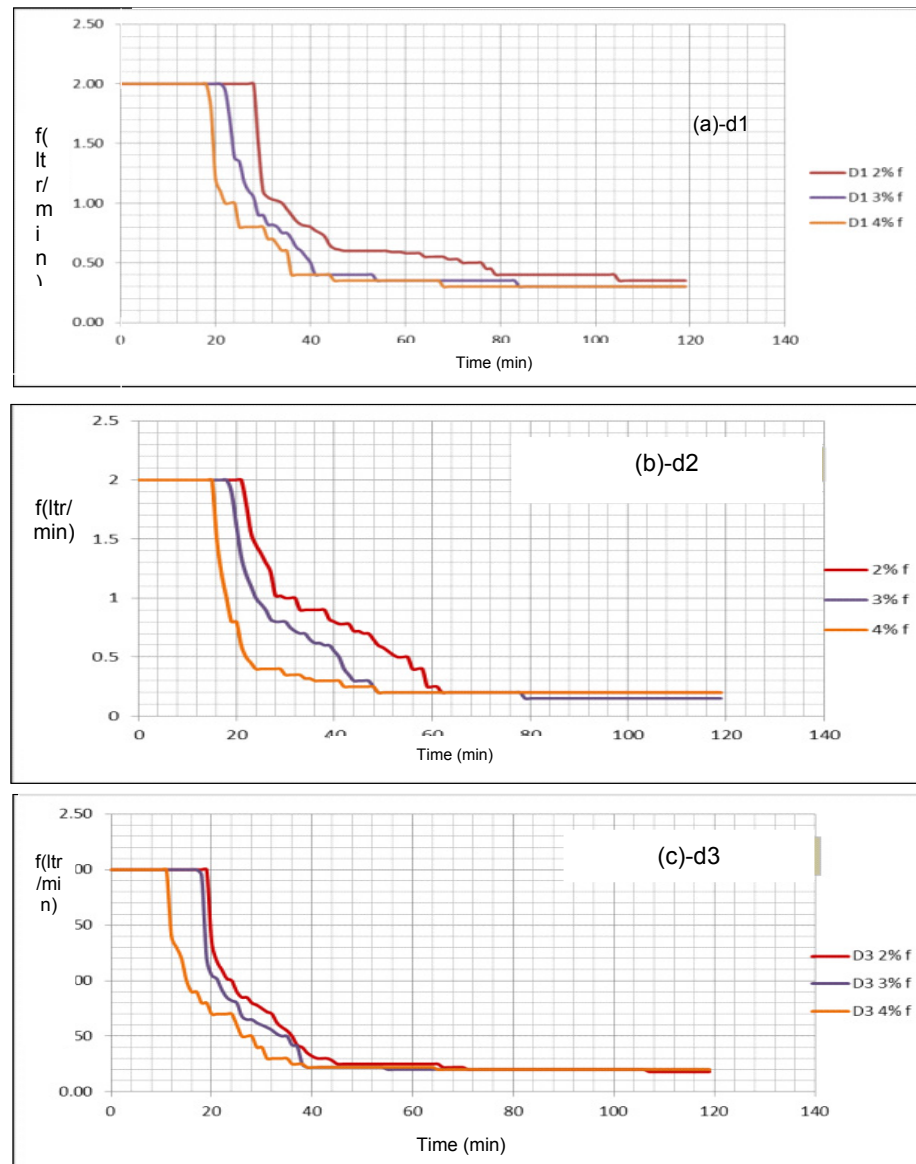 2.50
2.00
1.50
1.00
0.50
0.00
f(
lt
r/
m
i
n
)
0 20 40 60 80 100 120 140
Time (min)
(a)-d1
D1 2% f
D1 3% f
D1 4% f
2.5
2
1.5
1
0.5
0
f(ltr/
min)
0 20 40 60 80 100 120 140
Time (min)
(b)-d2
2% f
3% f
4% f
2.50
00
50
00
50
0.00
f(ltr
/mi
n)
0 20 40 60 80 100 120 140
Time (min)
(c)-d3
D3 2% f
D3 3% f
D3 4% f